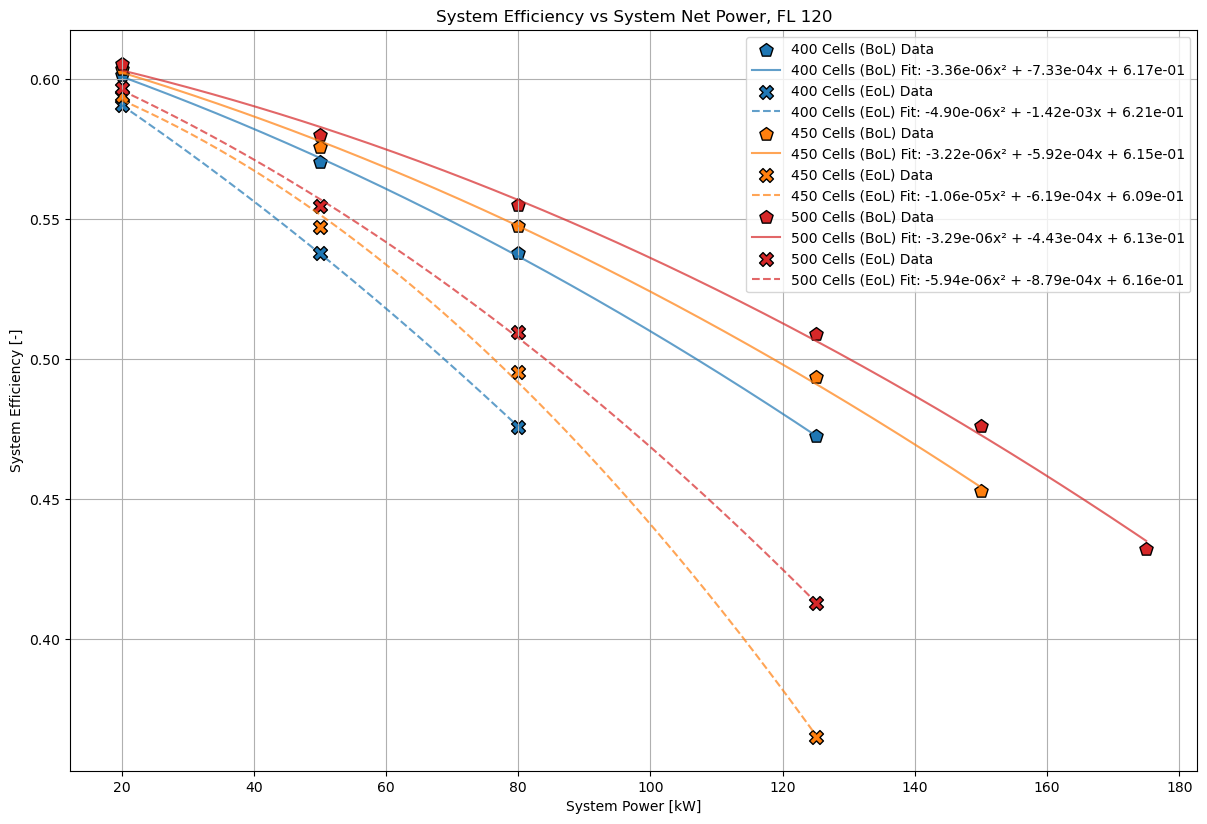 System Efficiency vs System Net Power, FL 120
400 Cells (BoL) Data
400 Cells (BoL) Fit: -3.36e-06x² + -7.33e-04x + 6.17e-01
400 Cells (EoL) Data
400 Cells (EoL) Fit: -4.90e-06x² + -1.42e-03x + 6.21e-01
450 Cells (BoL) Data
450 Cells (BoL) Fit: -3.22e-06x² + -5.92e-04x + 6.15e-01
450 Cells (EoL) Data
450 Cells (EoL) Fit: -1.06e-05x² + -6.19e-04x + 6.09e-01
500 Cells (BoL) Data
500 Cells (BoL) Fit: -3.29e-06x² + -4.43e-04x + 6.13e-01
500 Cells (EoL) Data
500 Cells (EoL) Fit: -5.94e-06x² + -8.79e-04x + 6.16e-01
System Efficiency [-]
0.60
0.55
0.50
0.45
0.40
20 40 60 80 100 120 140 160 180
System Power [kW]